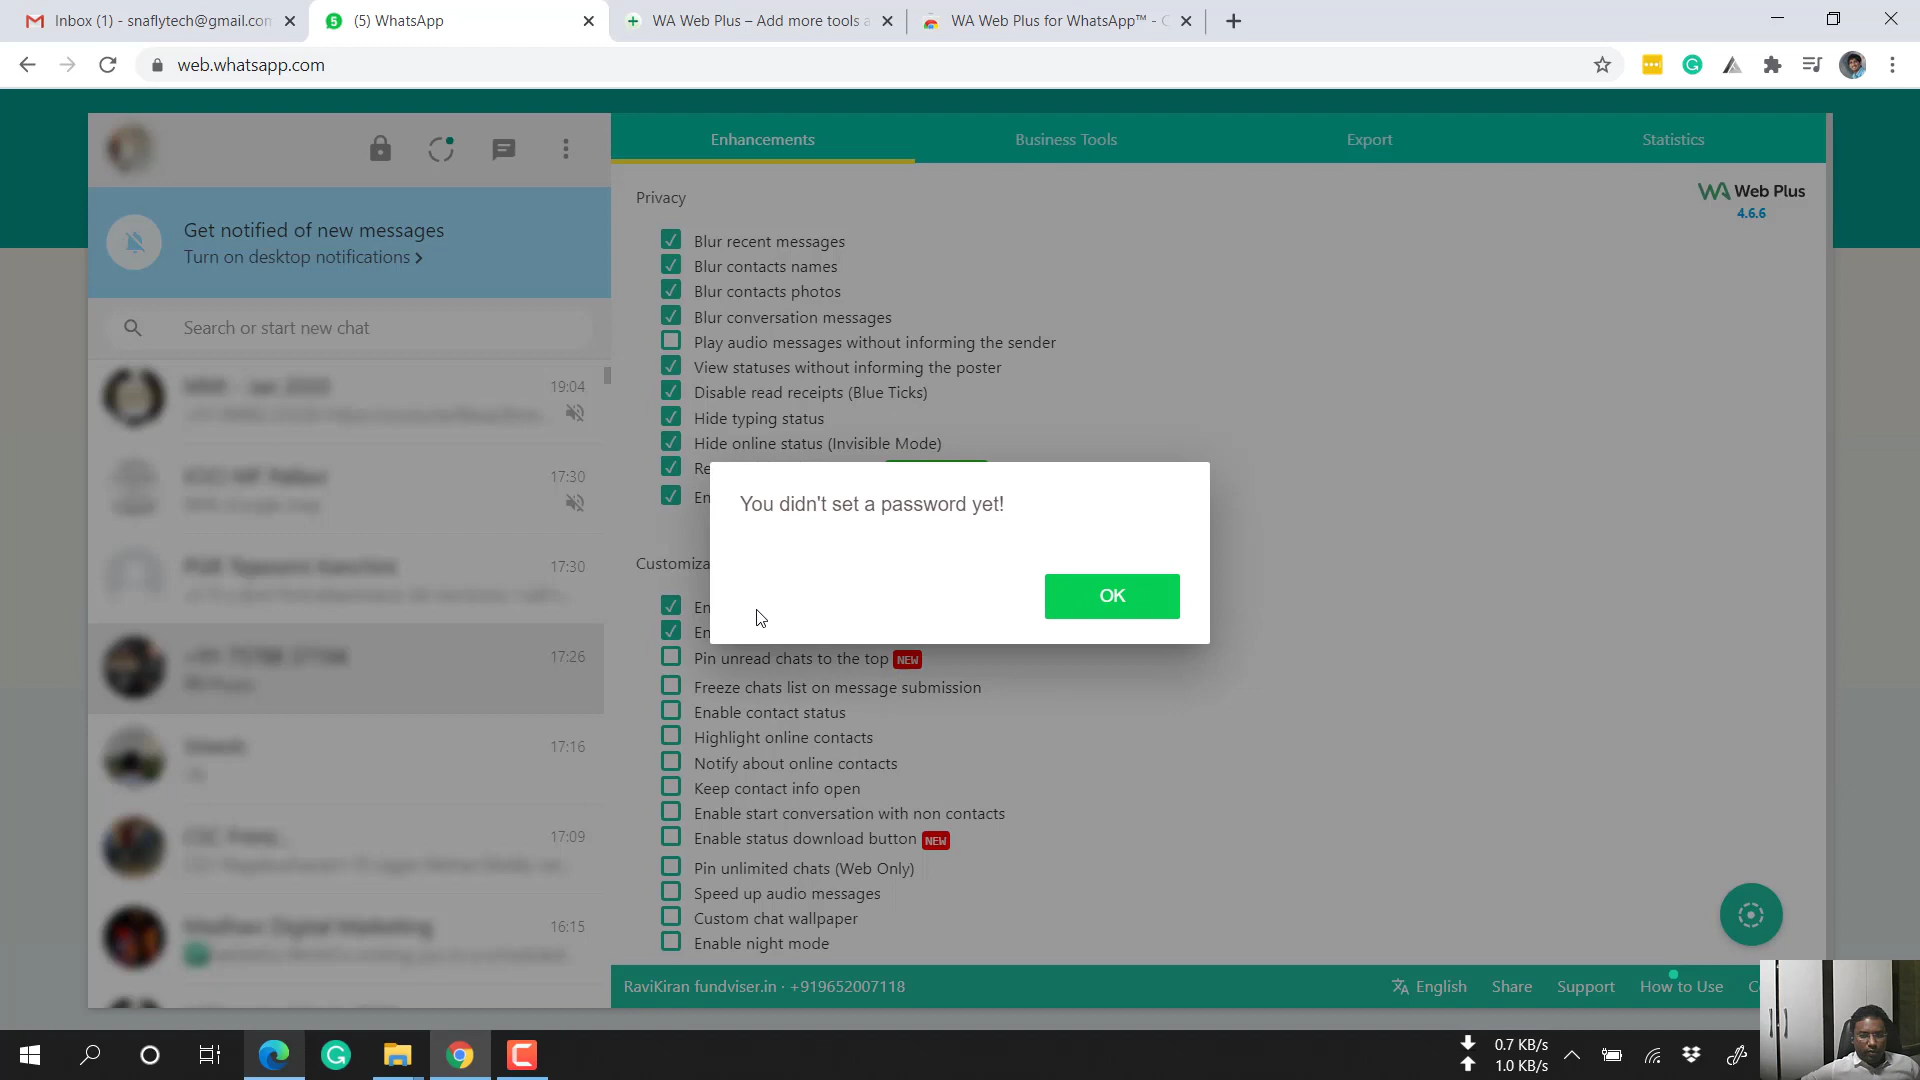 Inbox (1) - snaflytech@gmail.com
(5) WhatsApp
WA Web Plus – Add more tools a
WA Web Plus for WhatsApp™ - C
web.whatsapp.com
Enhancements
Business Tools
Export
Statistics
Get notified of new messages
Turn on desktop notifications >
Search or start new chat
19:04
17:30
17:30
17:26
17:16
17:09
16:15
Privacy
WA Web Plus
4.6.6
Blur recent messages
Blur contacts names
Blur contacts photos
Blur conversation messages
Play audio messages without informing the sender
View statuses without informing the poster
Disable read receipts (Blue Ticks)
Hide typing status
Hide online status (Invisible Mode)
Re
En
You didn't set a password yet!
OK
Customiza
En
En
Pin unread chats to the top NEW
Freeze chats list on message submission
Enable contact status
Highlight online contacts
Notify about online contacts
Keep contact info open
Enable start conversation with non contacts
Enable status download button NEW
Pin unlimited chats (Web Only)
Speed up audio messages
Custom chat wallpaper
Enable night mode
RaviKiran fundviser.in · +919652007118
English
Share
Support
How to Use
0.7 KB/s
1.0 KB/s